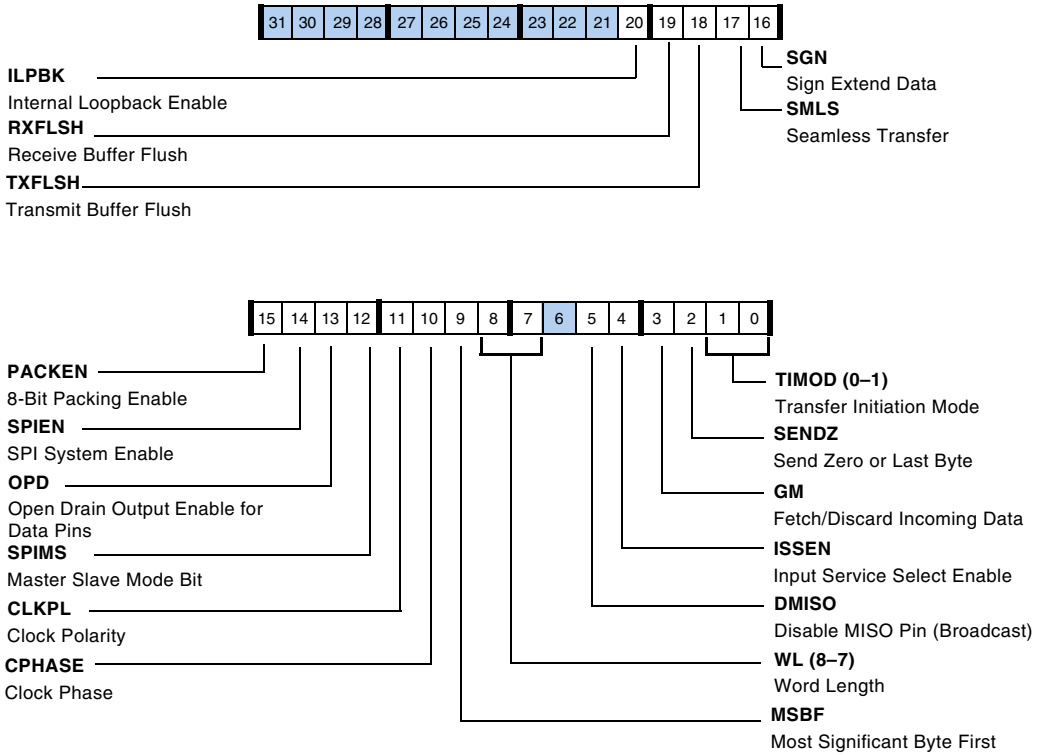 31 30 29 28 27 26 25 24 23 22 21 20 19 18 17 16
ILPBK
Internal Loopback Enable
RXFLSH
Receive Buffer Flush
TXFLSH
Transmit Buffer Flush
SGN
Sign Extend Data
SMLS
Seamless Transfer
15 14 13 12 11 10 9 8 7 6 5 4 3 2 1 0
PACKEN
8-Bit Packing Enable
SPIEN
SPI System Enable
OPD
Open Drain Output Enable for
Data Pins
SPIMS
Master Slave Mode Bit
CLKPL
Clock Polarity
CPHASE
Clock Phase
TIMOD (0–1)
Transfer Initiation Mode
SENDZ
Send Zero or Last Byte
GM
Fetch/Discard Incoming Data
ISSEN
Input Service Select Enable
DMISO
Disable MISO Pin (Broadcast)
WL (8–7)
Word Length
MSBF
Most Significant Byte First